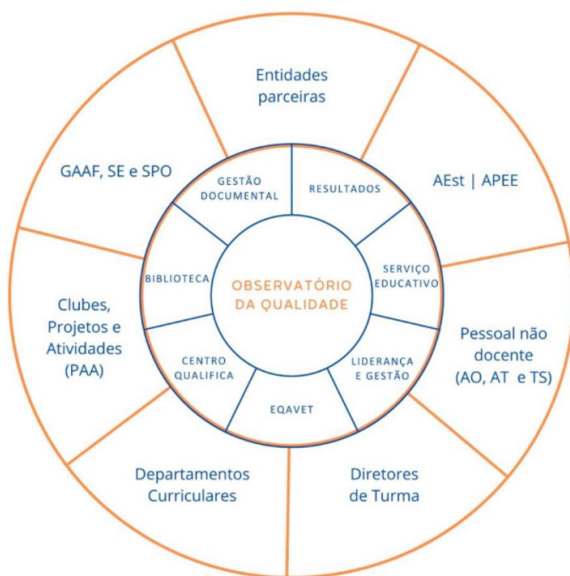 Entidades
parceiras
GAAF, SE e SPO
AEst | APEE
GESTÃO
DOCUMENTAL
RESULTADOS
BIBLIOTECA
SERVIÇO
EDUCATIVO
OBSERVATÓRIO
DA QUALIDADE
Clubes,
Projetos e
Atividades
(PAA)
Pessoal não
docente
(AO, AT e TS)
CENTRO
QUALIFICA
LIDERANÇA
E GESTÃO
EQAVET
Departamentos
Curriculares
Diretores
de Turma